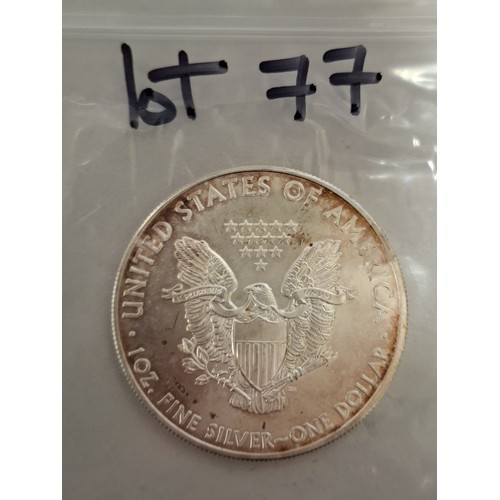 lot 77
UNITED STATES OF AMERICA
1 OZ. FINE SILVER~ONE DOLLAR